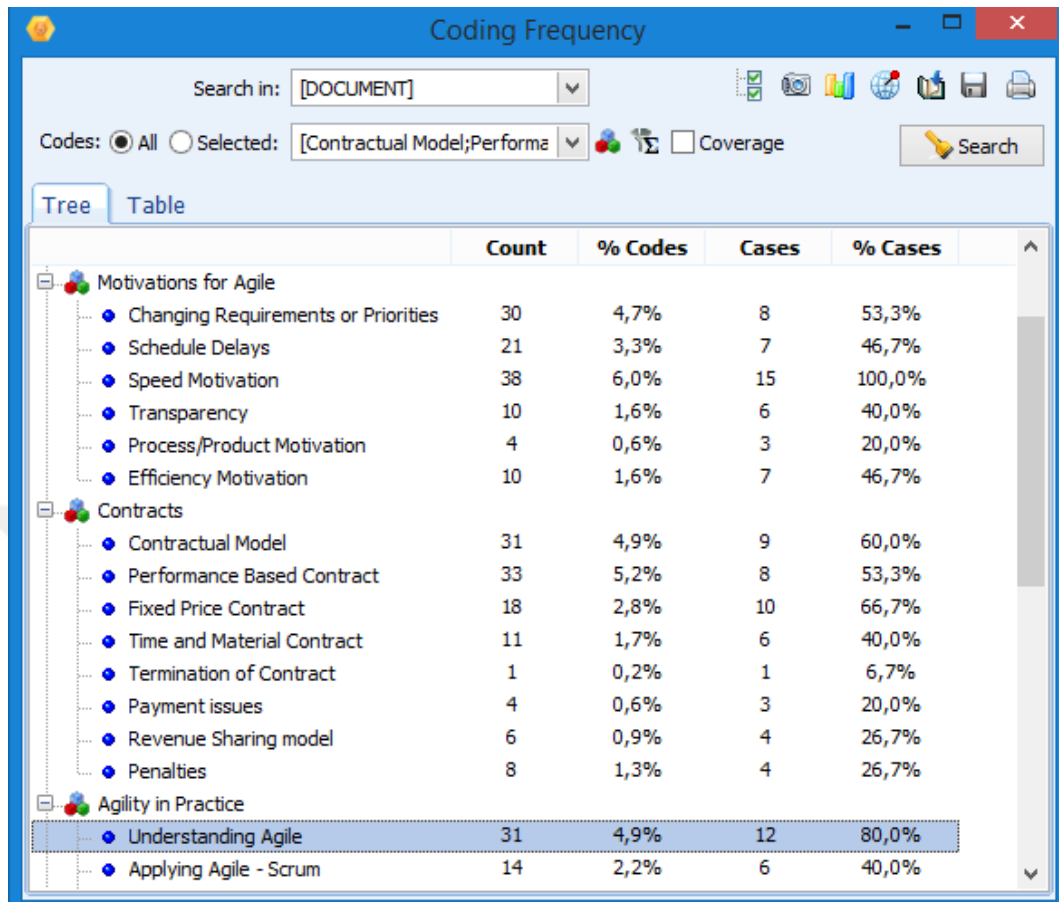 Coding Frequency
Search in: [DOCUMENT]
Codes: All Selected: [Contractual Model;Performa Coverage Search
Tree Table
Count % Codes Cases % Cases
Motivations for Agile
Changing Requirements or Priorities 30 4,7% 8 53,3%
Schedule Delays 21 3,3% 7 46,7%
Speed Motivation 38 6,0% 15 100,0%
Transparency 10 1,6% 6 40,0%
Process/Product Motivation 4 0,6% 3 20,0%
Efficiency Motivation 10 1,6% 7 46,7%
Contracts
Contractual Model 31 4,9% 9 60,0%
Performance Based Contract 33 5,2% 8 53,3%
Fixed Price Contract 18 2,8% 10 66,7%
Time and Material Contract 11 1,7% 6 40,0%
Termination of Contract 1 0,2% 1 6,7%
Payment issues 4 0,6% 3 20,0%
Revenue Sharing model 6 0,9% 4 26,7%
Penalties 8 1,3% 4 26,7%
Agility in Practice
Understanding Agile 31 4,9% 12 80,0%
Applying Agile - Scrum 14 2,2% 6 40,0%